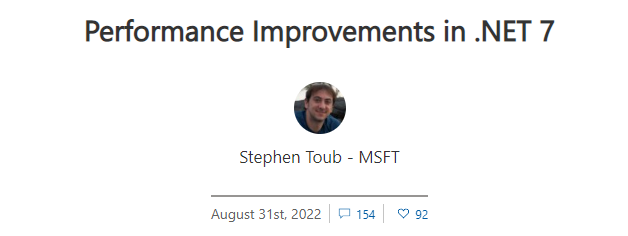 Performance Improvements in .NET 7
Stephen Toub - MSFT
August 31st, 2022 154 92